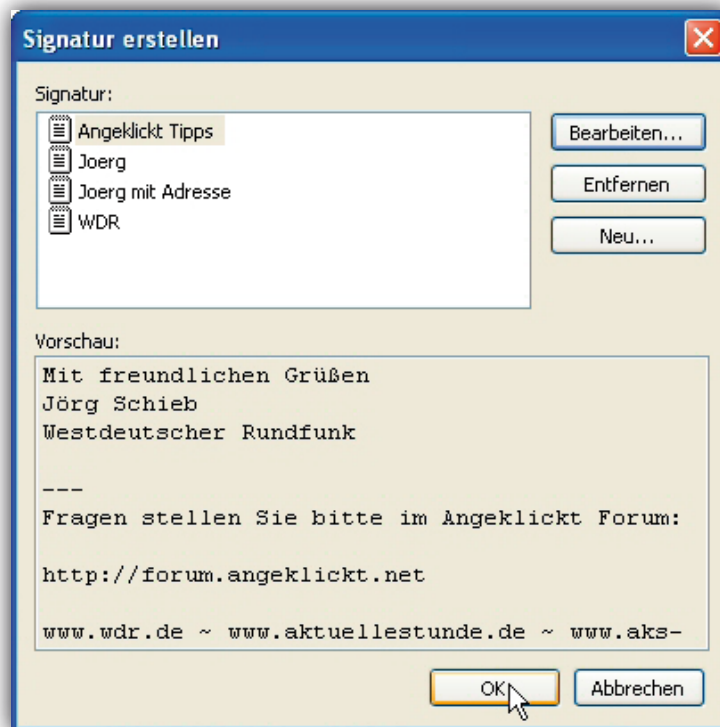 Signatur erstellen
Signatur:
Angeklickt Tipps
Joerg
Joerg mit Adresse
WDR
Bearbeiten...
Entfernen
Neu...
Vorschau:
Mit freundlichen Grüßen
Jörg Schieb
Westdeutscher Rundfunk
---
Fragen stellen Sie bitte im Angeklickt Forum:
http://forum.angeklickt.net
www.wdr.de ~ www.aktuellestunde.de ~ www.aks-
OK
Abbrechen